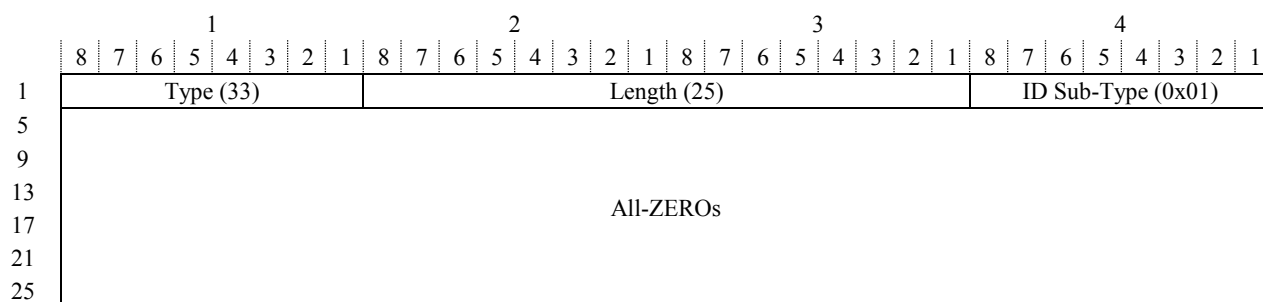 1 2 3 4
8 7 6 5 4 3 2 1 8 7 6 5 4 3 2 1 8 7 6 5 4 3 2 1 8 7 6 5 4 3 2 1
1 Type (33) Length (25) ID Sub-Type (0x01)
5
9
13
All-ZEROs
17
21
25